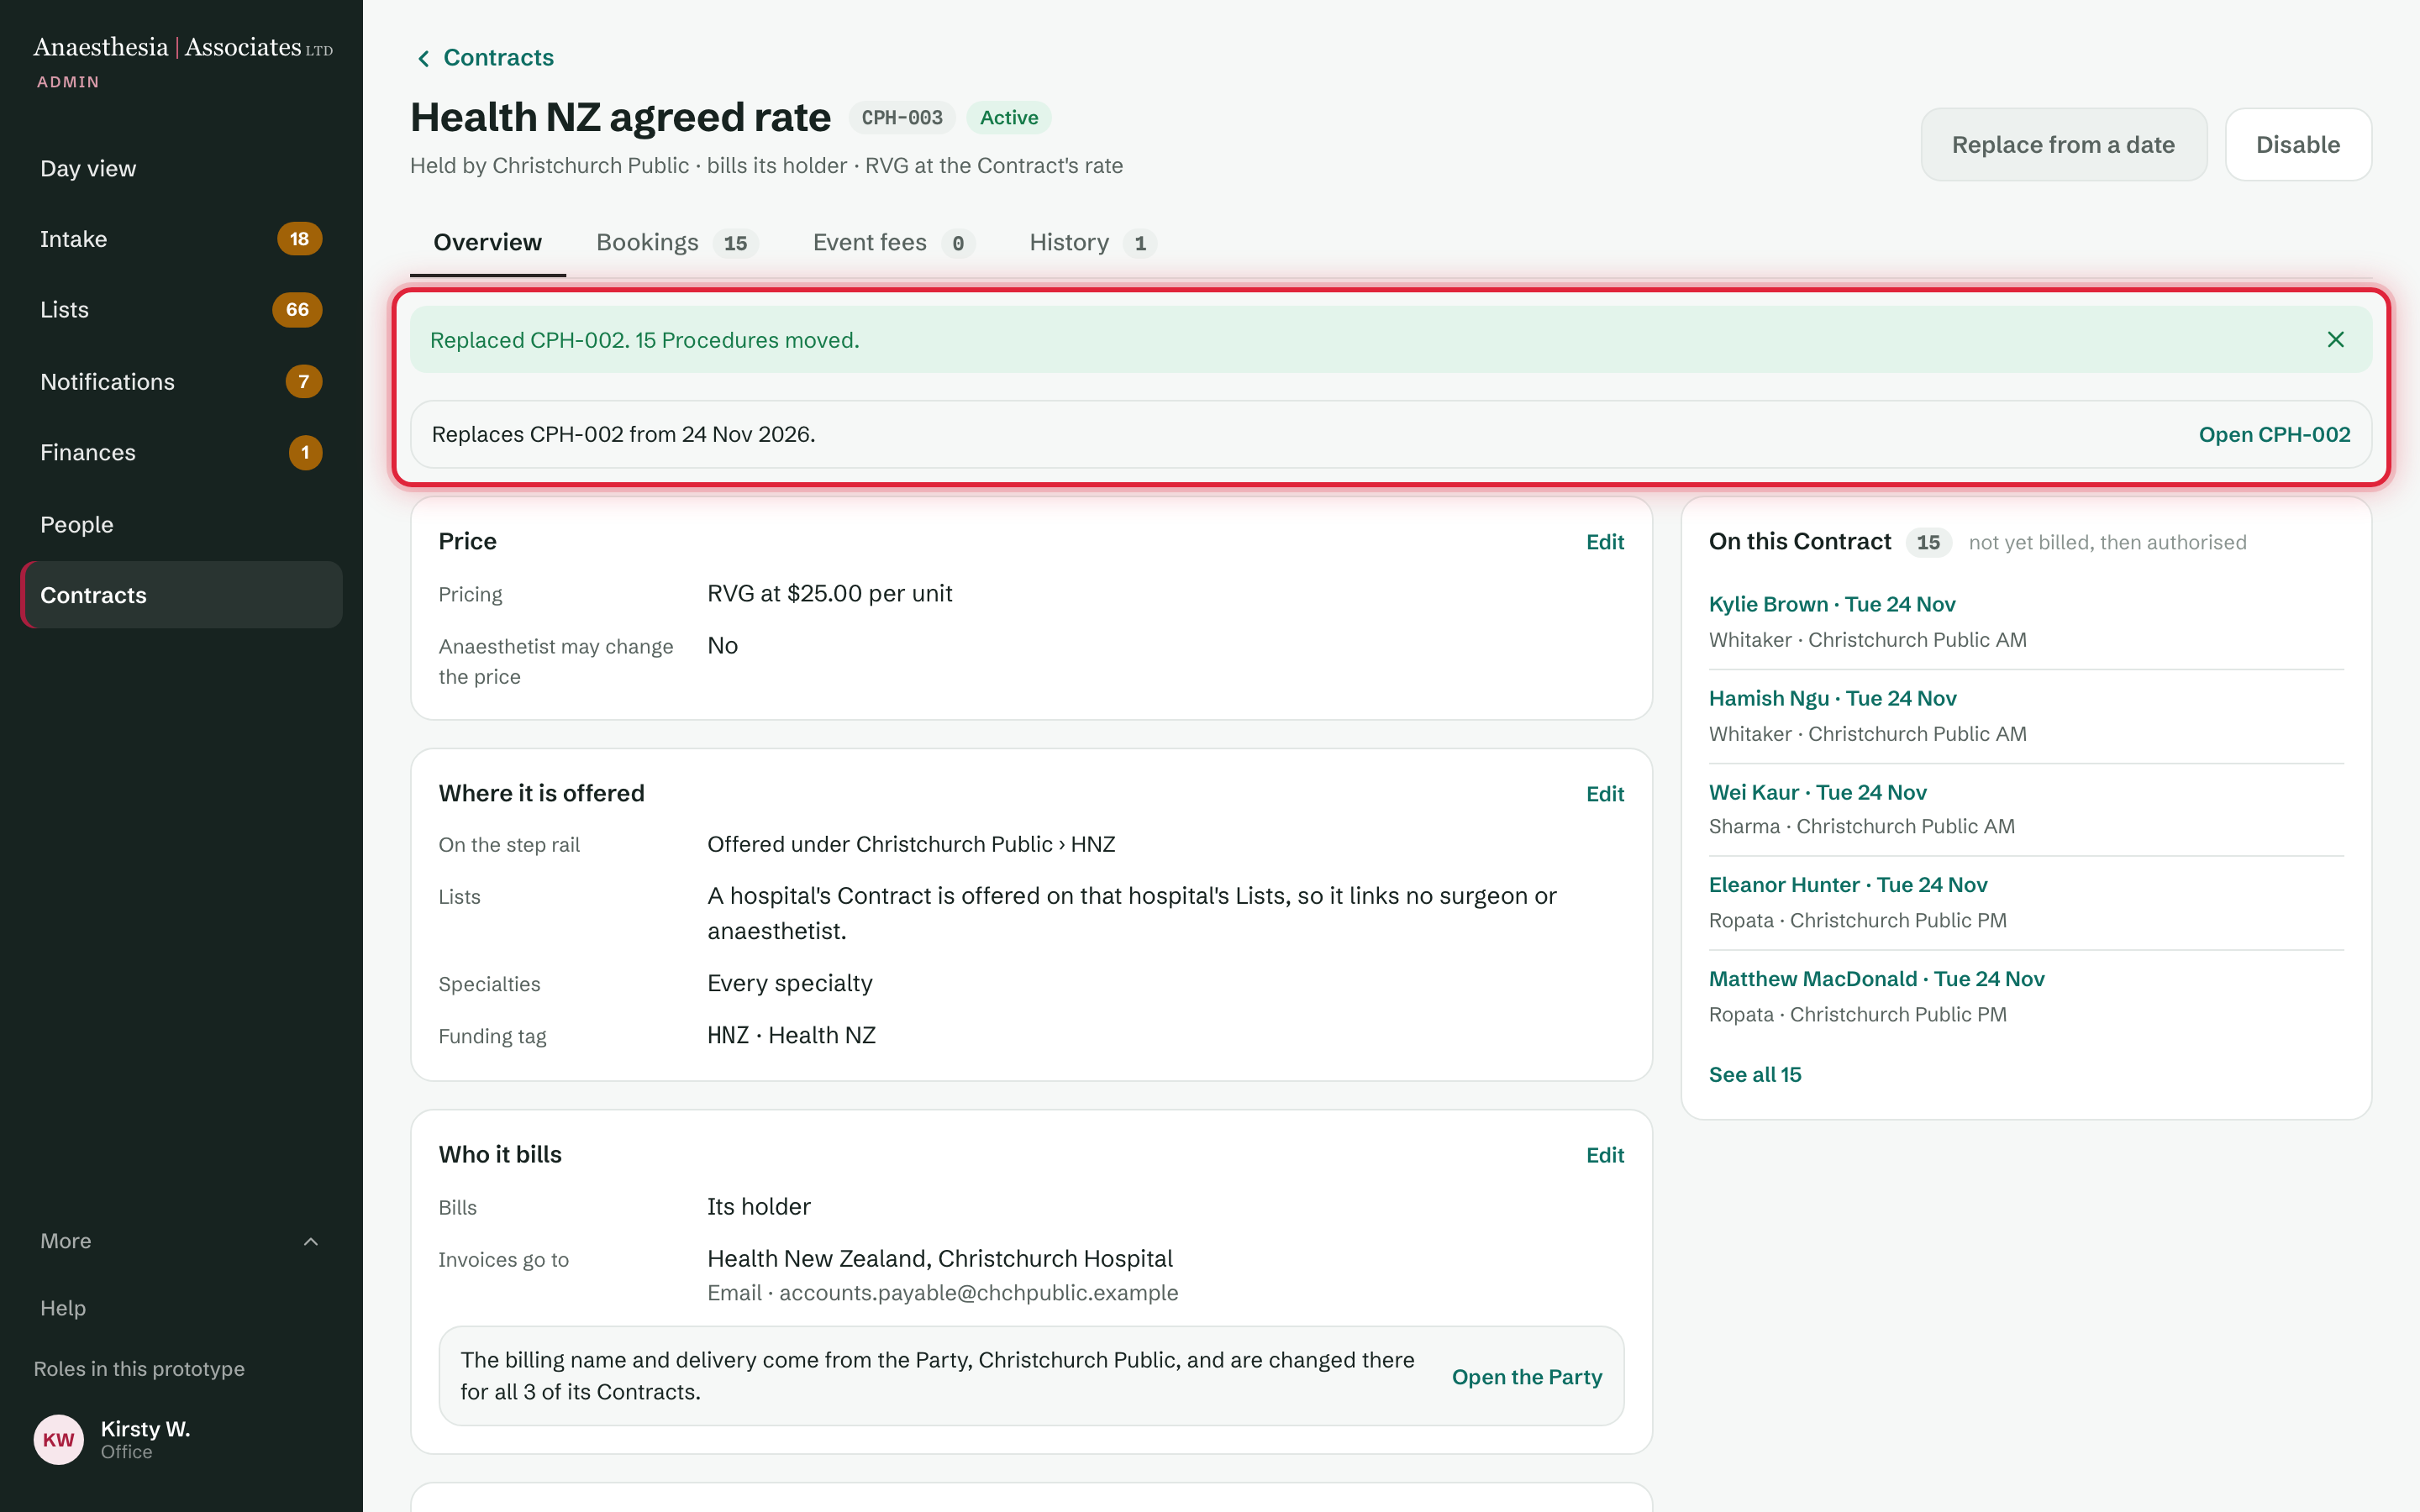 Anaesthesia | Associates LTD
ADMIN
Day view
Intake 18
Lists 66
Notifications 7
Finances 1
People
Contracts
More
Help
Roles in this prototype
KW
Kirsty W.
Office
Contracts
Health NZ agreed rate CPH-003 Active
Held by Christchurch Public · bills its holder · RVG at the Contract's rate
Replace from a date
Disable
Overview
Bookings 15
Event fees 0
History 1
Replaced CPH-002. 15 Procedures moved.
Replaces CPH-002 from 24 Nov 2026.
Open CPH-002
Price
Edit
Pricing
RVG at $25.00 per unit
Anaesthetist may change
the price
No
Where it is offered
Edit
On the step rail
Offered under Christchurch Public › HNZ
Lists
A hospital's Contract is offered on that hospital's Lists, so it links no surgeon or
anaesthetist.
Specialties
Every specialty
Funding tag
HNZ · Health NZ
Who it bills
Edit
Bills
Its holder
Invoices go to
Health New Zealand, Christchurch Hospital
Email · accounts.payable@chchpublic.example
The billing name and delivery come from the Party, Christchurch Public, and are changed there
for all 3 of its Contracts.
Open the Party
On this Contract 15 not yet billed, then authorised
Kylie Brown · Tue 24 Nov
Whitaker · Christchurch Public AM
Hamish Ngu · Tue 24 Nov
Whitaker · Christchurch Public AM
Wei Kaur · Tue 24 Nov
Sharma · Christchurch Public AM
Eleanor Hunter · Tue 24 Nov
Ropata · Christchurch Public PM
Matthew MacDonald · Tue 24 Nov
Ropata · Christchurch Public PM
See all 15